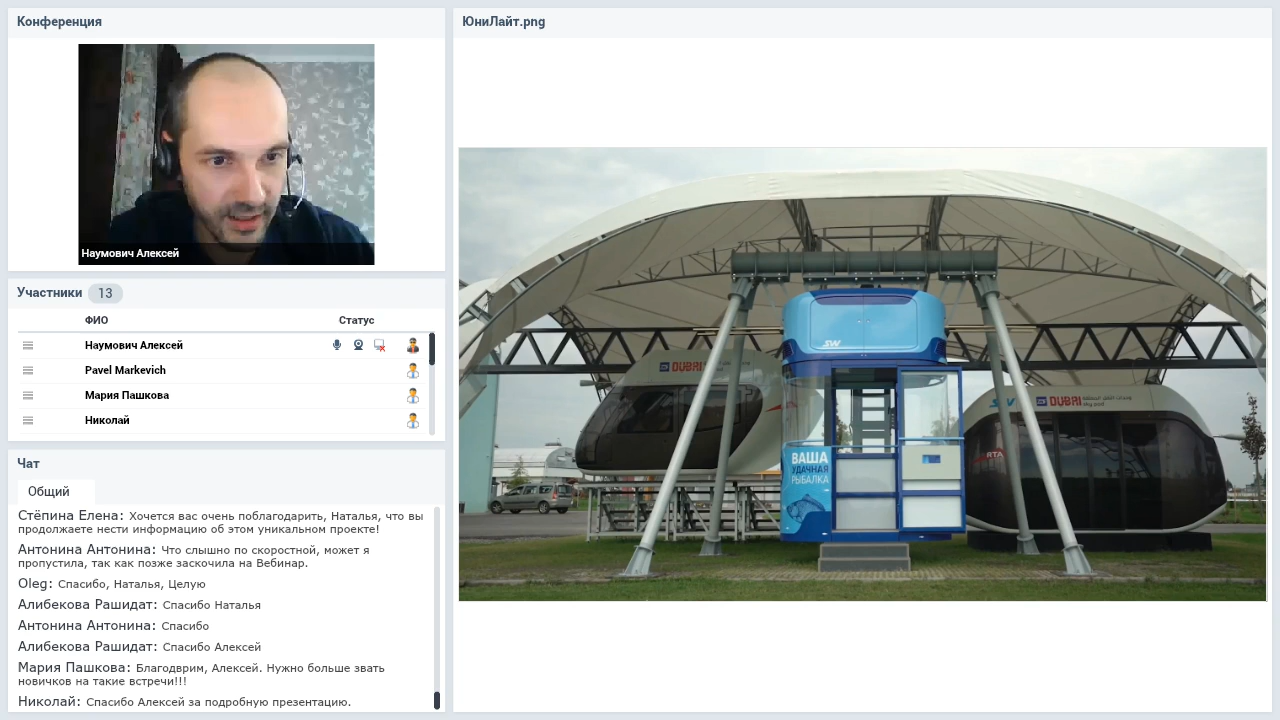 Конференция
Наумович Алексей
Участники 13
ФИО Статус
Наумович Алексей
Pavel Markevich
Мария Пашкова
Николай
Чат
Общий
Стёпина Елена: Хочется вас очень поблагодарить, Наталья, что вы
продолжаете нести информацию об этом уникальном проекте!
Антонина Антонина: Что слышно по скоростной, может я
пропустила, так как позже заскочила на Вебинар.
Oleg: Спасибо, Наталья, Целую
Алибекова Рашидат: Спасибо Наталья
Антонина Антонина: Спасибо
Алибекова Рашидат: Спасибо Алексей
Мария Пашкова: Благодврим, Алексей. Нужно больше звать
новичков на такие встречи!!!
Николай: Спасибо Алексей за подробную презентацию.
ЮниЛайт.png
SW
DUBAI
ВАША
УДАЧНАЯ
РЫБАЛКА
SW DUBAI
RTA